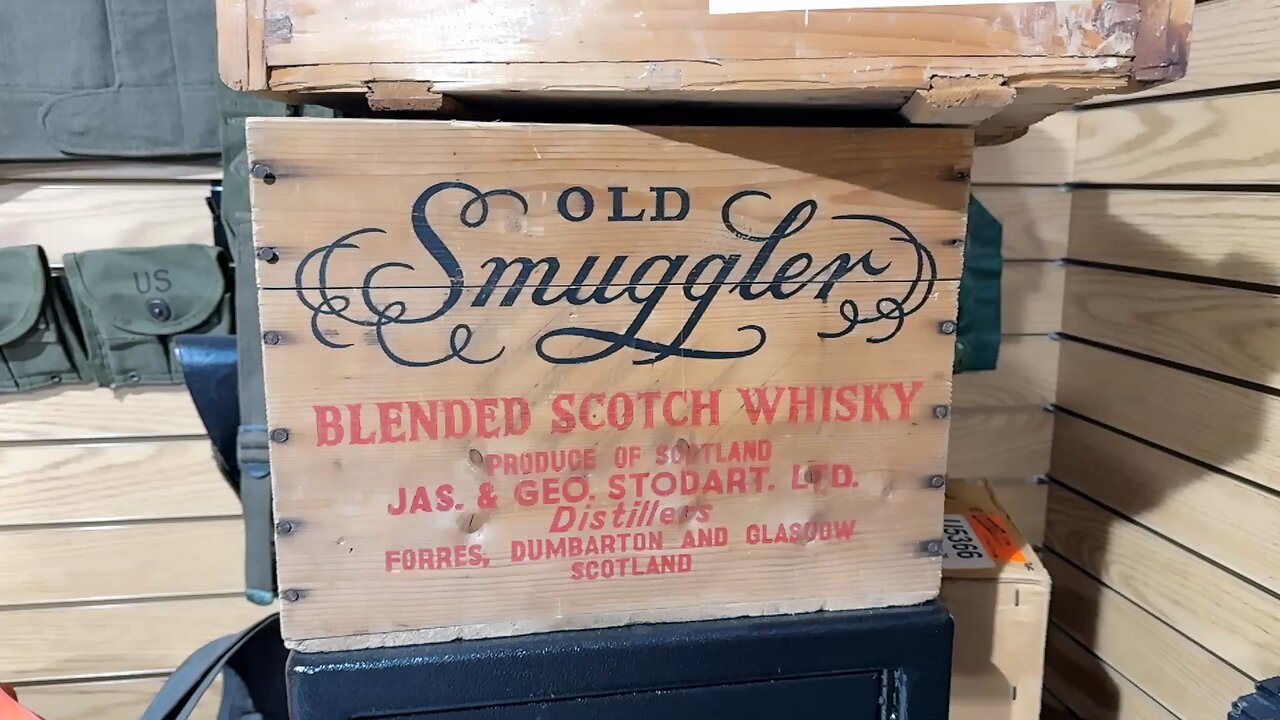 OLD
Smuggler
BLENDED SCOTCH WHISKY
PRODUCE OF SCOTLAND
JAS. & GEO. STODART. LTD.
Distillers
FORRES, DUMBARTON AND GLASGOW
SCOTLAND
US